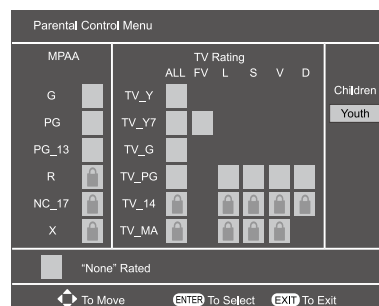 Parental Control Menu
MPAA
TV Rating
ALL FV L S V D
G
TV_Y
PG
TV_Y7
PG_13
TV_G
R
TV_PG
NC_17
TV_14
X
TV_MA
Children
Youth
“None” Rated
To Move
ENTER To Select
EXIT To Exit